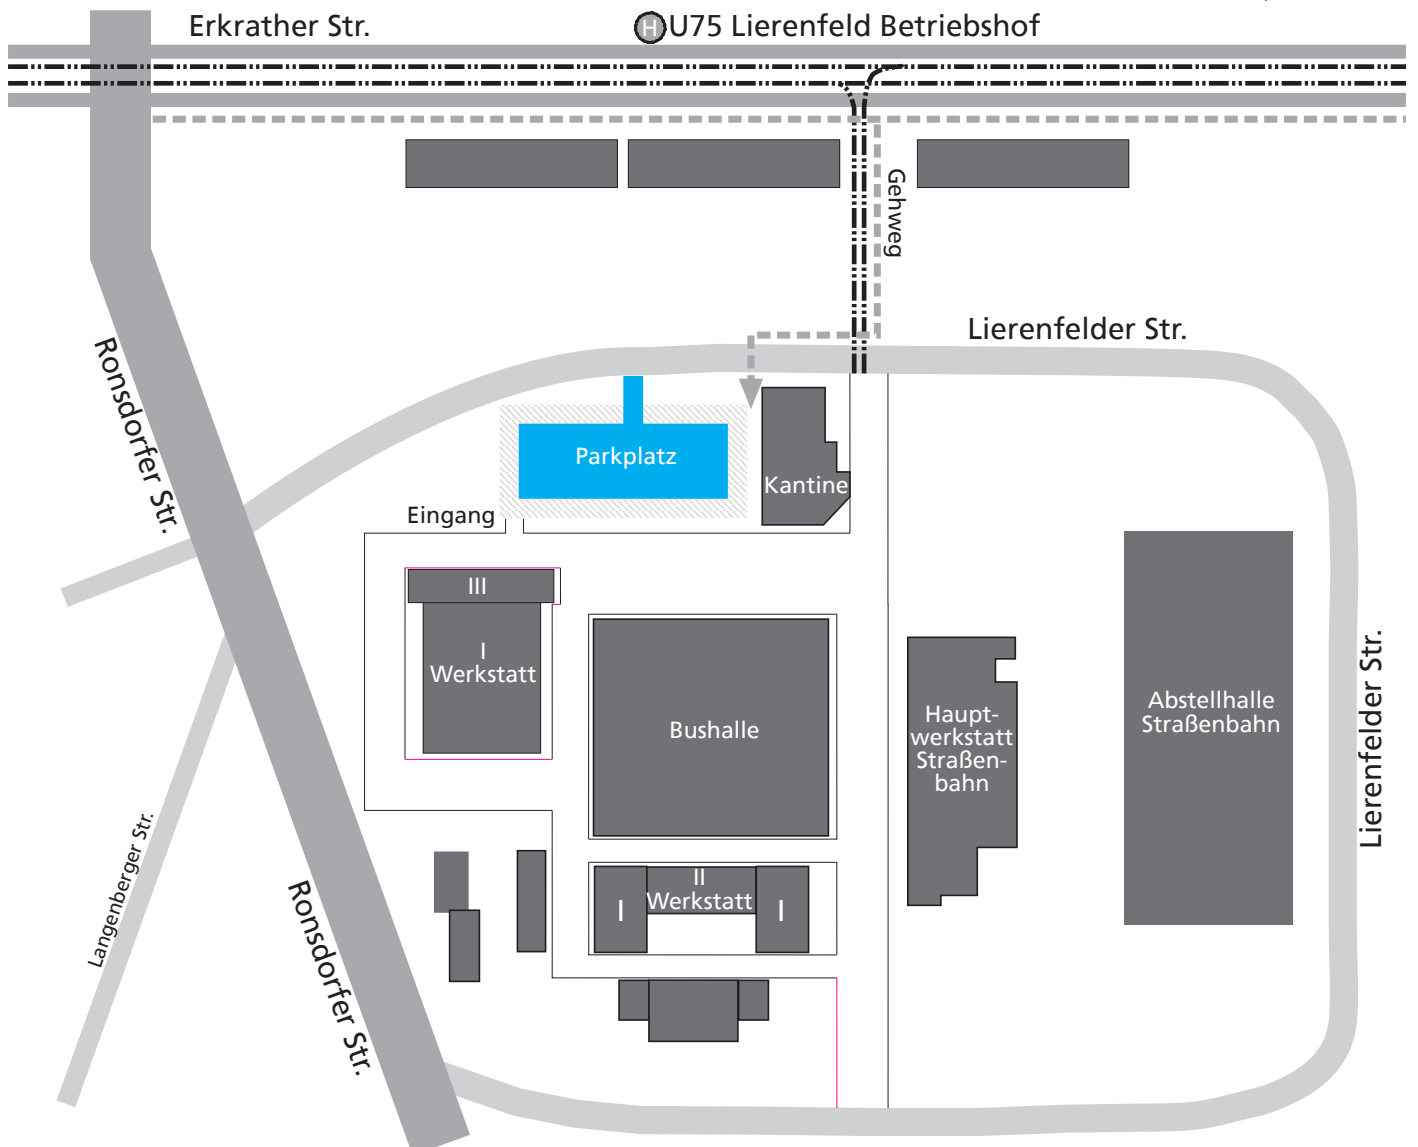 Erkrather Str.
H U75 Lierenfeld Betriebshof
Gehweg
Lierenfelder Str.
Ronsdorfer Str.
Parkplatz
Kantine
Eingang
III
I
Werkstatt
Bushalle
Haupt-
werkstatt
Straßen-
bahn
Abstellhalle
Straßenbahn
Lierenfelder Str.
Langenberger Str.
Ronsdorfer Str.
II
Werkstatt
I
I